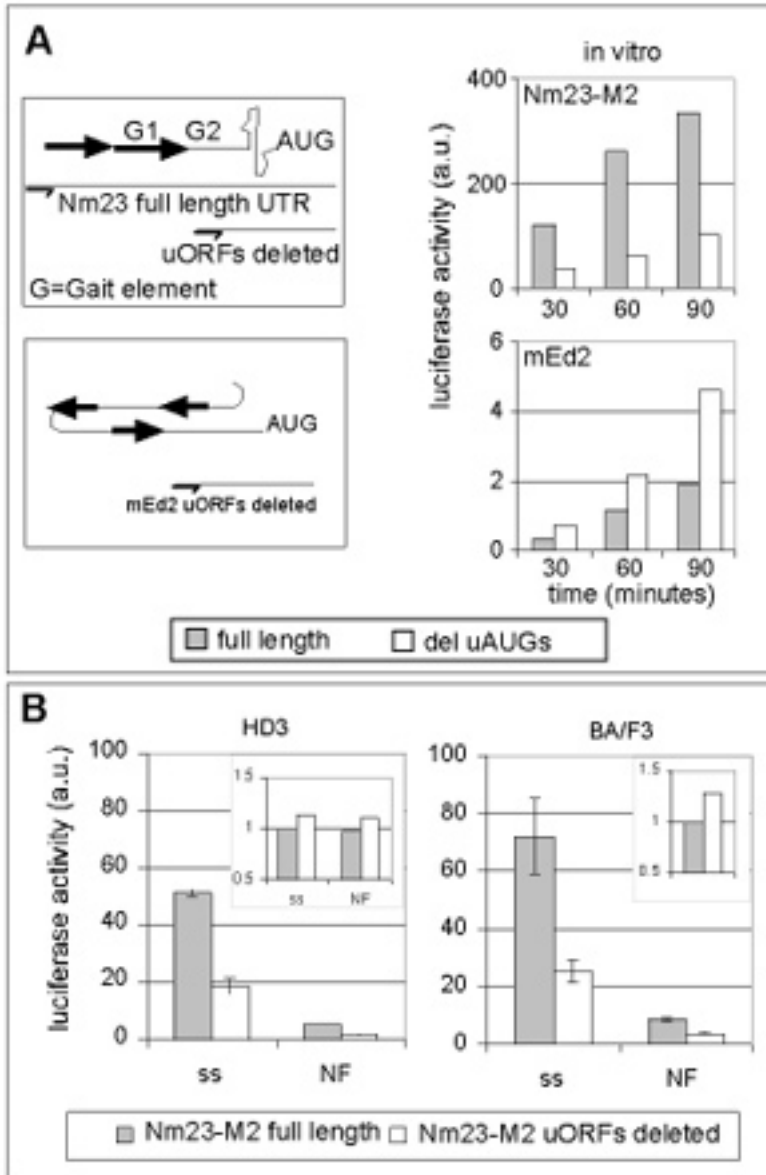 A
in vitro
G1 G2
AUG
Nm23 full length UTR
uORFs deleted
G=Gait element
AUG
mEd2 uORFs deleted
luciferase activity (a.u.)
Nm23-M2
400
200
0
30 60 90
mEd2
6
4
2
0
30 60 90
time (minutes)
full length del uAUGs
B
HD3
luciferase activity (a.u.)
100
80
60
40
20
0
1 5
1
0.5
ss NF
ss NF
BA/F3
100
80
60
40
20
0
1.5
1
0.5
ss NF
Nm23-M2 full length Nm23-M2 uORFs deleted